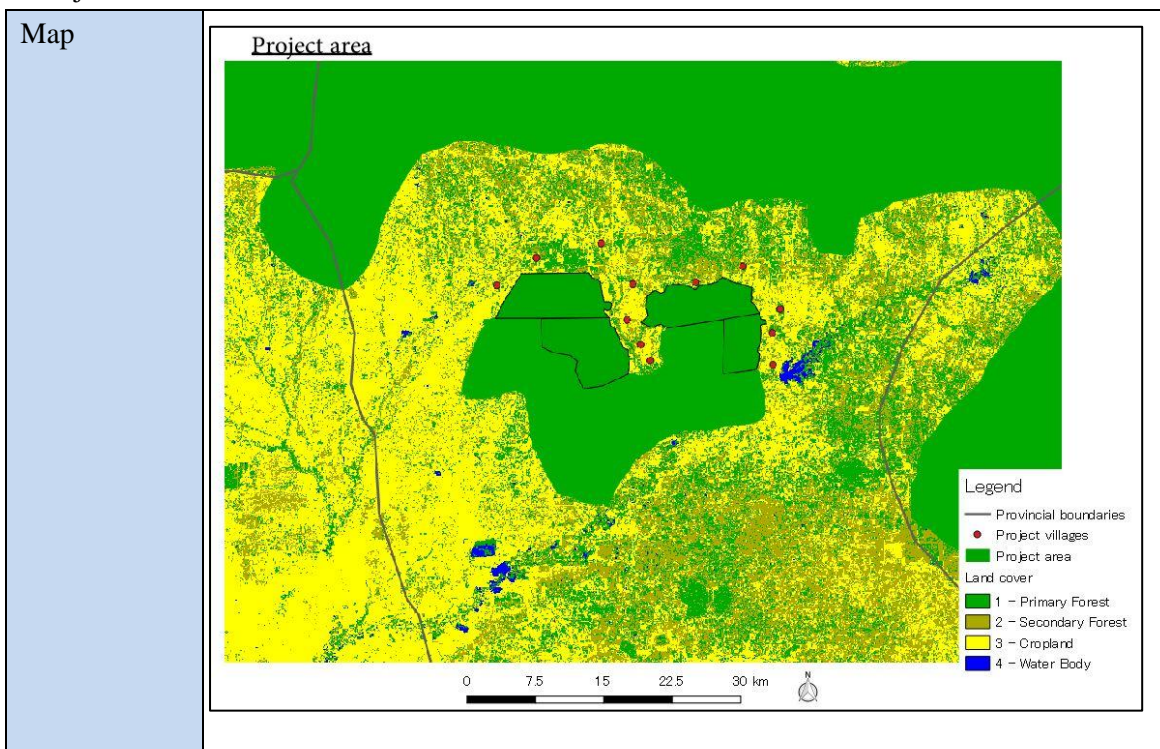 Map
Project area
Legend
Provincial boundaries
Project villages
Project area
Land cover
1 - Primary Forest
2 - Secondary Forest
3 - Cropland
4 - Water Body
0 7.5 15 22.5 30 km
N